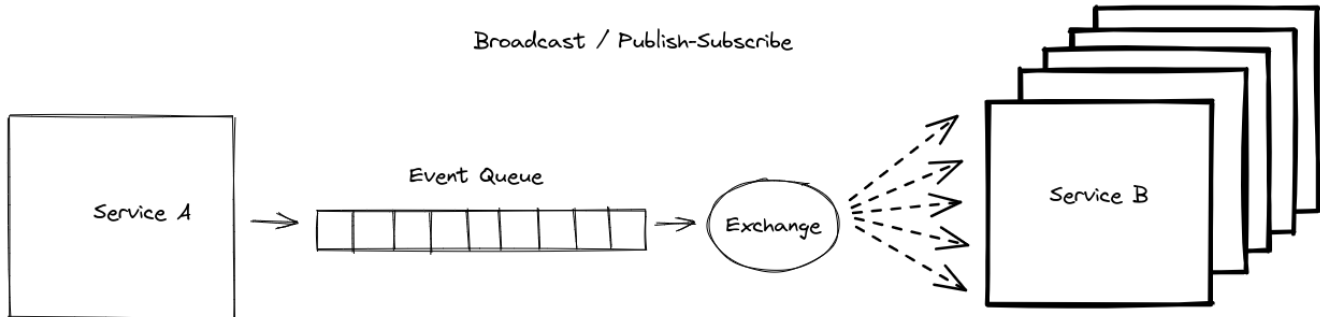 Broadcast / Publish-Subscribe
Service A
Event Queue
Exchange
Service B